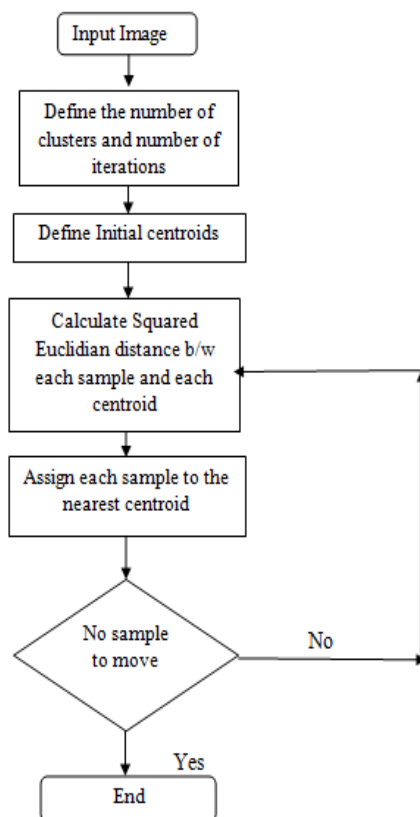 Input Image
Define the number of
clusters and number of
iterations
Define Initial centroids
Calculate Squared
Euclidian distance b/w
each sample and each
centroid
Assign each sample to the
nearest centroid
No sample
to move
No
Yes
End